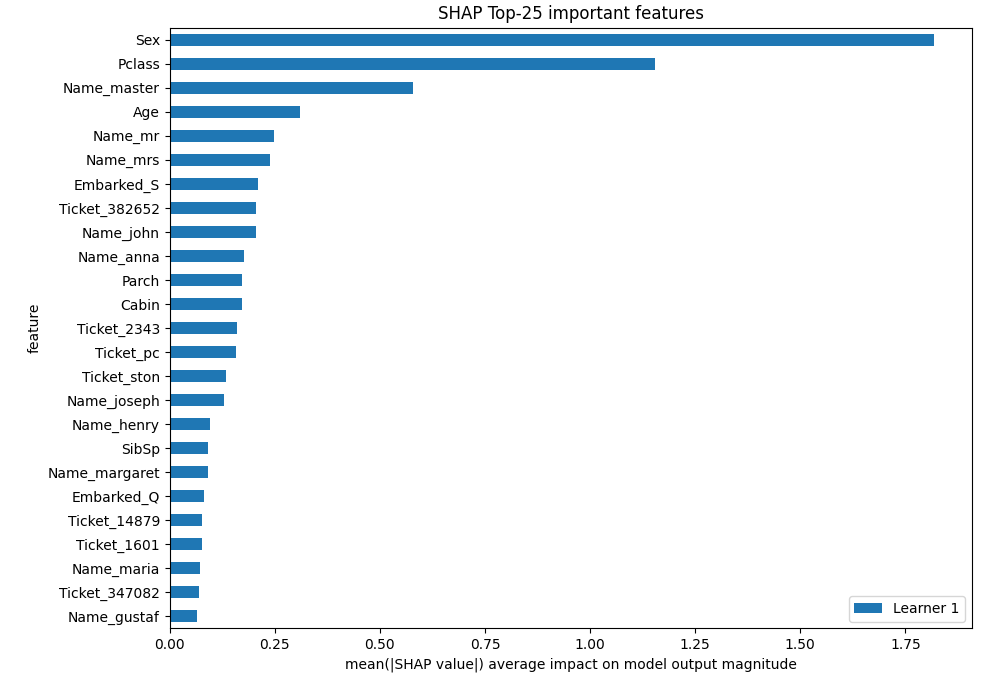 SHAP Top-25 important features
Sex
Pclass
Name_master
Age
Name_mr
Name_mrs
Embarked_S
Ticket_382652
Name_john
Name_anna
Parch
Cabin
Ticket_2343
Ticket_pc
Ticket_ston
Name_joseph
Name_henry
SibSp
Name_margaret
Embarked_Q
Ticket_14879
Ticket_1601
Name_maria
Ticket_347082
Name_gustaf
feature
Learner 1
0.00 0.25 0.50 0.75 1.00 1.25 1.50 1.75
mean(|SHAP value|) average impact on model output magnitude